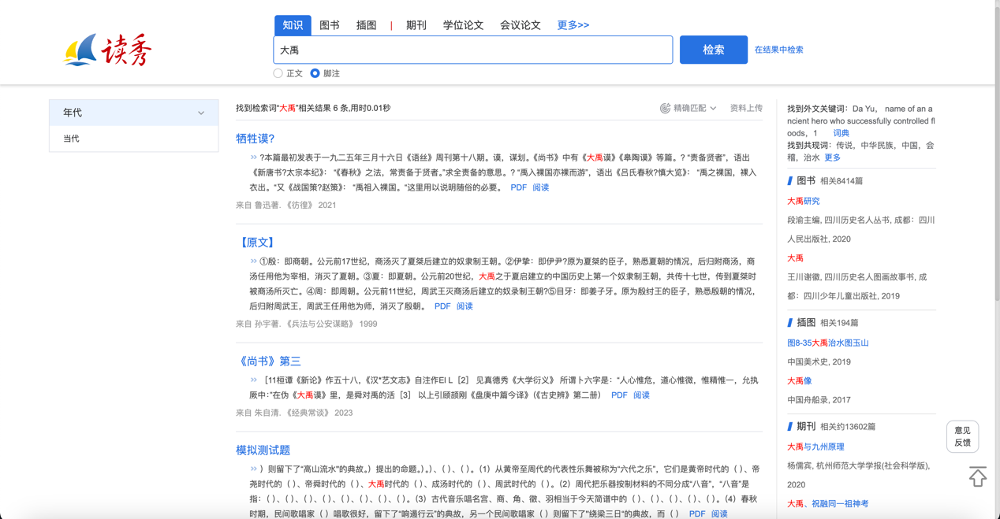 知识 图书 插图 | 期刊 学位论文 会议论文 更多>>
读秀
大禹
检索
在结果中检索
正文 脚注
年代
当代
找到检索词“大禹”相关结果 6 条,用时0.01秒
精确匹配
资料上传
牺牲谟?
?本篇最初发表于一九二五年三月十六日《语丝》周刊第十八期。谟，谋划。《尚书》中有《大禹谟》《皋陶谟》等篇。? “责备贤者”，语出
《新唐书?太宗本纪》: “《春秋》之法，常责备于贤者。”求全责备的意思。? “禹入裸国亦裸而游”，语出《吕氏春秋?慎大览》: “禹之裸国，裸入
衣出。“又《战国策?赵策》: “禹袒入裸国。“这里用以说明随俗的必要。 PDF 阅读
来自 鲁迅著. 《彷徨》 2021
【原文】
①殷：即商朝。公元前17世纪，商汤灭了夏桀后建立的奴隶制王朝。②伊挚：即伊尹?原为夏桀的臣子，熟悉夏朝的情况，后归附商汤，商
汤任用他为宰相，消灭了夏朝。③夏：即夏朝。公元前20世纪，大禹之于夏启建立的中国历史上第一个奴隶制王朝，共传十七世，传到夏桀时
被商汤所灭亡。④周：即周朝。公元前11世纪，周武王灭商汤后建立的奴录制王朝?⑤目牙：即姜子牙。原为殷纣王的臣子，熟悉殷朝的情况，
后归附周武王，周武王任用他为师，消灭了殷朝。 PDF 阅读
来自 孙宇著. 《兵法与公安谋略》 1999
《尚书》第三
［11桓谭《新论》作五十八，《汉*艺文志》自注作EI L［2］ 见真德秀《大学衍义》 所谓卜六字是：“人心惟危，道心惟微，惟精惟一，允执
厥中：”在伪《大禹谟》里，是舜对禹的活［3］ 以上引顾颉刚《盘庚中篇今译》（《古史辨》第二册） PDF 阅读
来自 朱自清. 《经典常谈》 2023
模拟测试题
）则留下了“高山流水”的典故。）提出的命题。）。）、（ ）、（ ）。（1）从黄帝至周代的代表性乐舞被称为“六代之乐”，它们是黄帝时代的（ ）、帝
尧时代的（ ）、帝舜时代的（ ）、大禹时代的（ ）、成汤时代的（ ）、周武时代的（ ）。（2）周代把乐器按制材料的不同分成“八音”，“八音”是
指：（ ）、（ ）、（ ）、（ ）、（ ）、（ ）、（ ）、（ ）。（3）古代音乐唱名宫、商、角、徵、羽相当于今天简谱中的（ ）、（ ）、（ ）、（ ）、（ ）。（4）春秋
时期，民间歌唱家（ ）唱歌很好，留下了“响遏行云”的典故，另一个民间歌唱家（ ）则留下了“绕梁三日“的典故，而（ ） PDF 阅读
找到外文关键词：Da Yu， name of an a
ncient hero who successfully controlled fl
oods，1 词典
找到共现词：传说，中华民族，中国，会
稽，治水 更多
图书 相关8414篇
大禹研究
段渝主编, 四川历史名人丛书, 成都：四川
人民出版社, 2020
大禹
王川谢徽, 四川历史名人图画故事书, 成
都：四川少年儿童出版社, 2019
插图 相关194篇
图8-35大禹治水图玉山
中国美术史, 2019
大禹像
中国舟船录, 2017
期刊 相关约13602篇
大禹与九州原理
杨儒宾, 杭州师范大学学报(社会科学版),
2020
大禹、祝融同一祖神考
意见
反馈